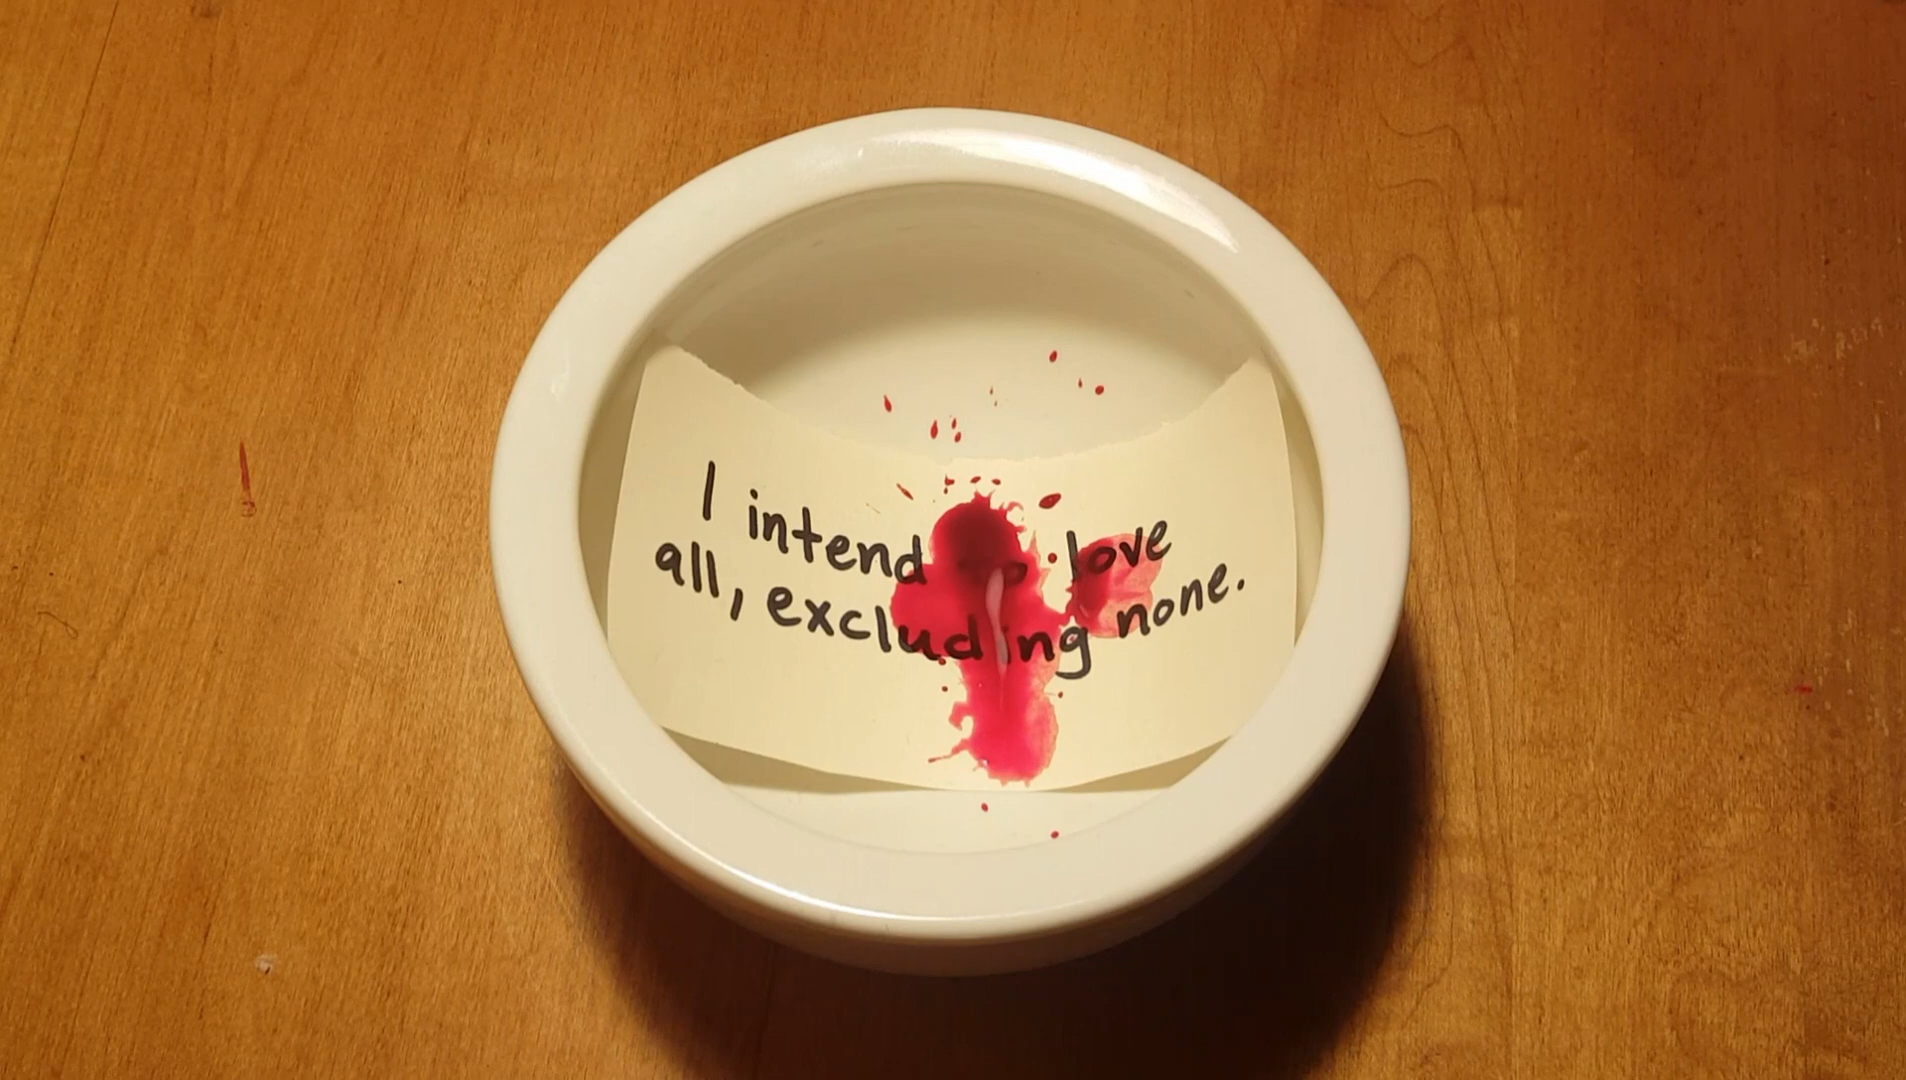 I intend to love
all, excluding none.